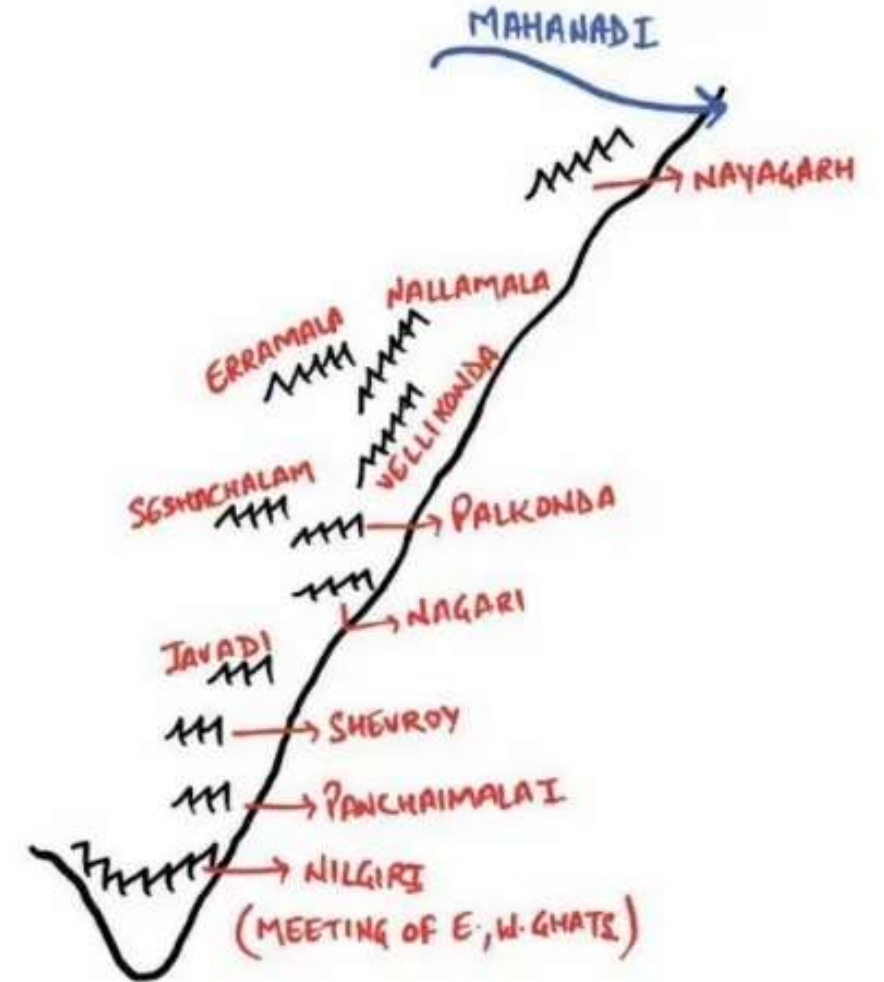 MAHANADI
NAYAGARH
NALLAMALA
ERRAMALA
VELLIKONDA
SESHACHALAM
PALKONDA
NAGARI
JAVADI
SHEVROY
PANCHAIMALAI
NILGIRI
(MEETING OF E., W. GHATS)